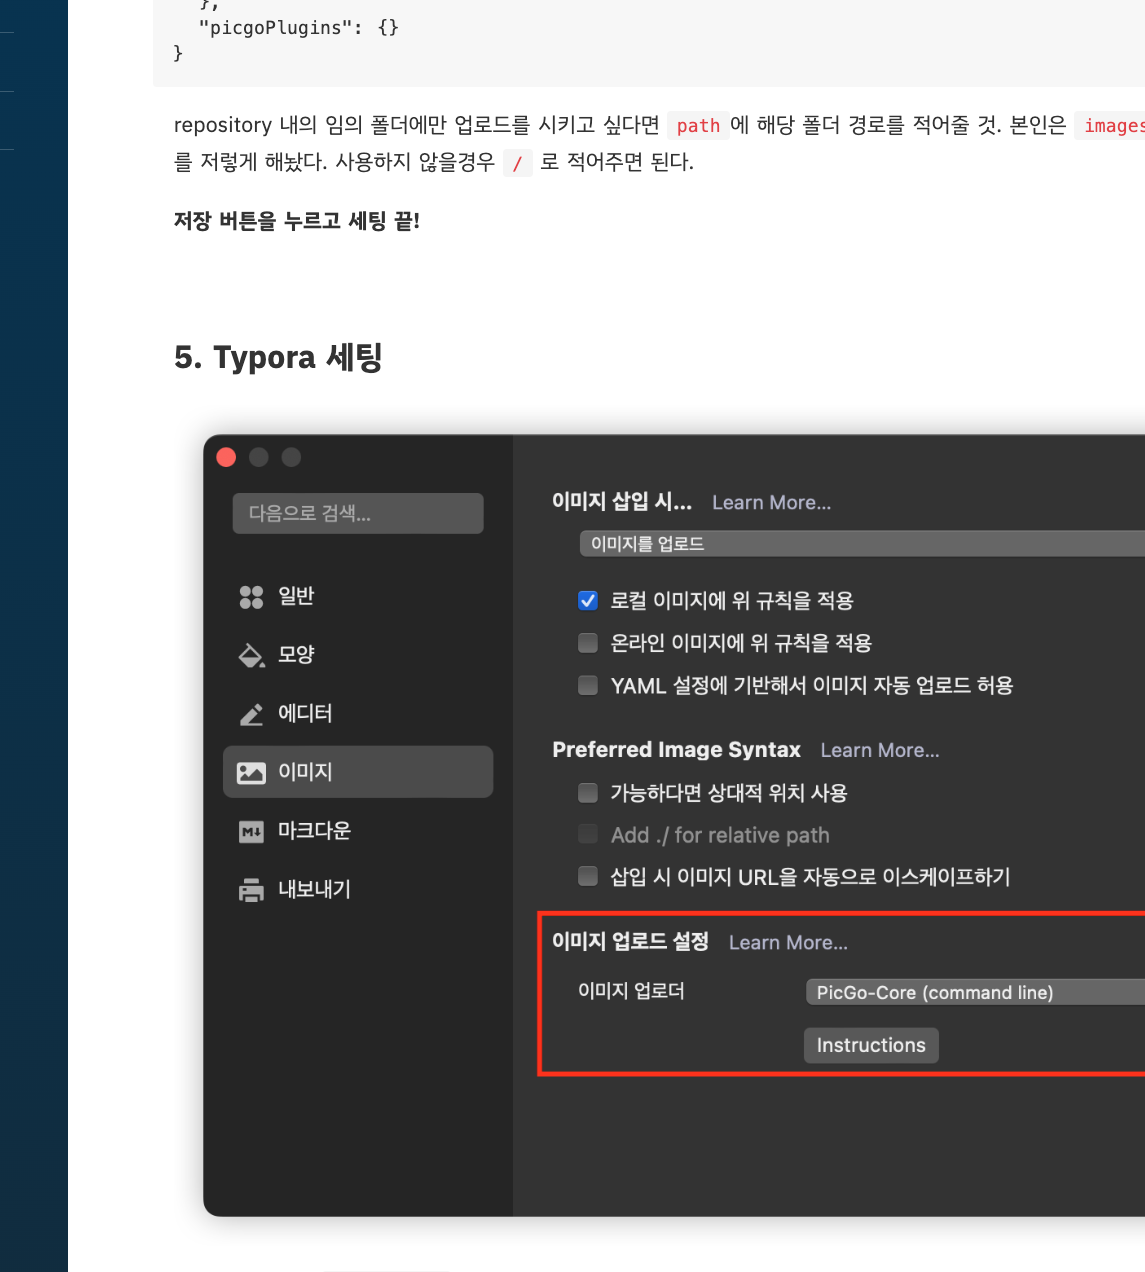 },
"picgoPlugins": {}
}
repository 내의 임의 폴더에만 업로드를 시키고 싶다면 path 에 해당 폴더 경로를 적어줄 것. 본인은 images
를 저렇게 해놨다. 사용하지 않을경우 / 로 적어주면 된다.
저장 버튼을 누르고 세팅 끝!
5. Typora 세팅
다음으로 검색...
일반
모양
에디터
이미지
마크다운
내보내기
이미지 삽입 시... Learn More...
이미지를 업로드
로컬 이미지에 위 규칙을 적용
온라인 이미지에 위 규칙을 적용
YAML 설정에 기반해서 이미지 자동 업로드 허용
Preferred Image Syntax Learn More...
가능하다면 상대적 위치 사용
Add ./ for relative path
삽입 시 이미지 URL을 자동으로 이스케이프하기
이미지 업로드 설정 Learn More...
이미지 업로더 PicGo-Core (command line)
Instructions